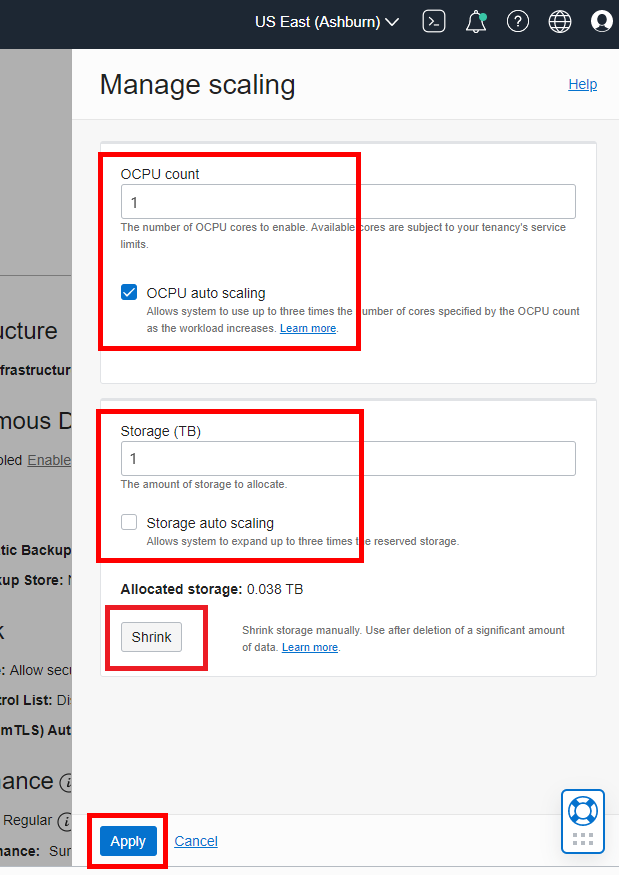 US East (Ashburn)
Manage scaling
Help
OCPU count
1
The number of OCPU cores to enable. Available cores are subject to your tenancy's service
limits.
OCPU auto scaling
Allows system to use up to three times the number of cores specified by the OCPU count
as the workload increases. Learn more.
Storage (TB)
1
The amount of storage to allocate.
Storage auto scaling
Allows system to expand up to three times the reserved storage.
Allocated storage: 0.038 TB
Shrink
Shrink storage manually. Use after deletion of a significant amount
of data. Learn more.
Apply
Cancel
ucture
frastructur
mous D
bled Enable
tic Backup
kup Store: N
k
e: Allow secu
trol List: Dis
mTLS) Aut
nance
Regular
nance: Sun